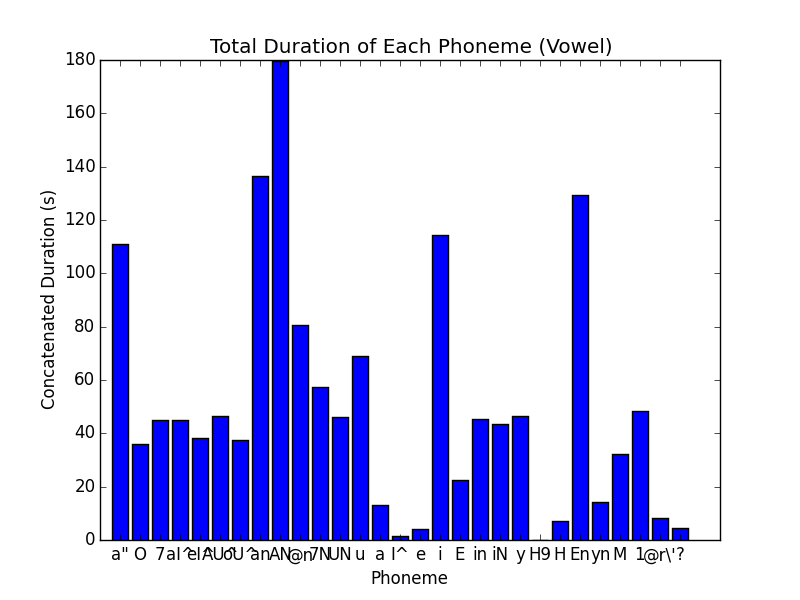 Total Duration of Each Phoneme (Vowel)
180
160
140
120
100
80
60
40
20
0
Concatenated Duration (s)
a" O 7 aI^ eI^ AU^ oU^ an AN @n 7N UN u a I^ e i E in iN y H9 H En yn M 1 @r\' ?
Phoneme